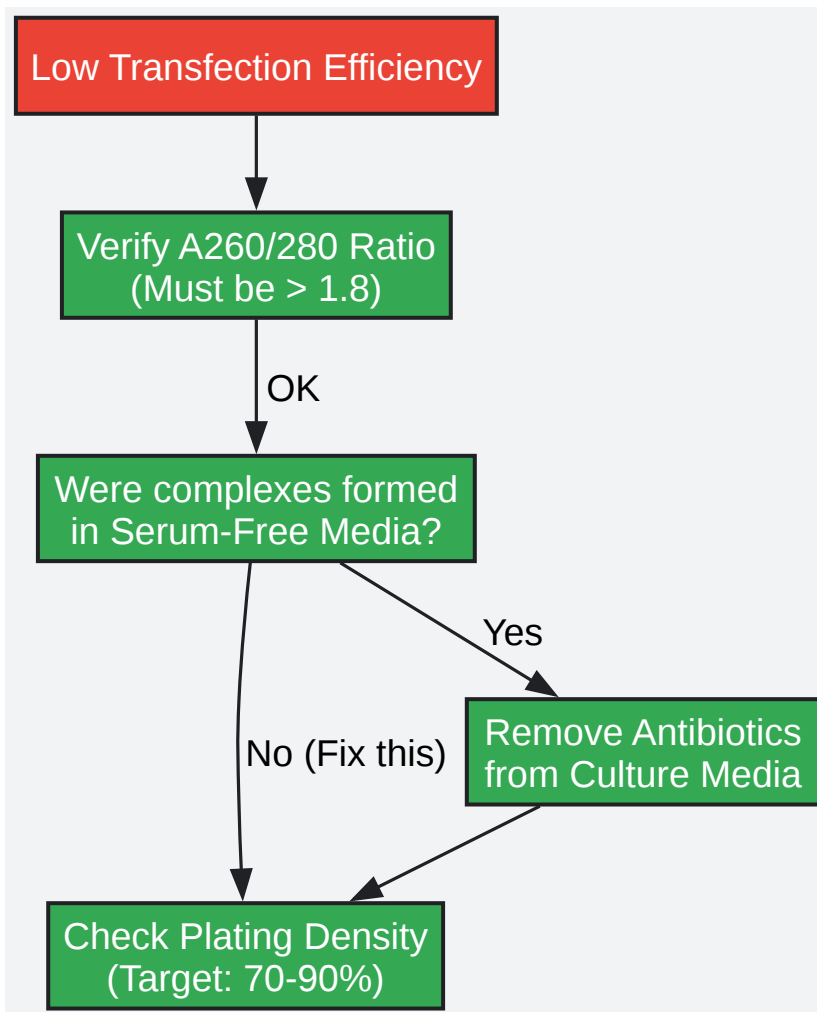 Low Transfection Efficiency
Verify A260/280 Ratio
(Must be > 1.8)
OK
Were complexes formed
in Serum-Free Media?
Yes
No (Fix this)
Remove Antibiotics
from Culture Media
Check Plating Density
(Target: 70-90%)